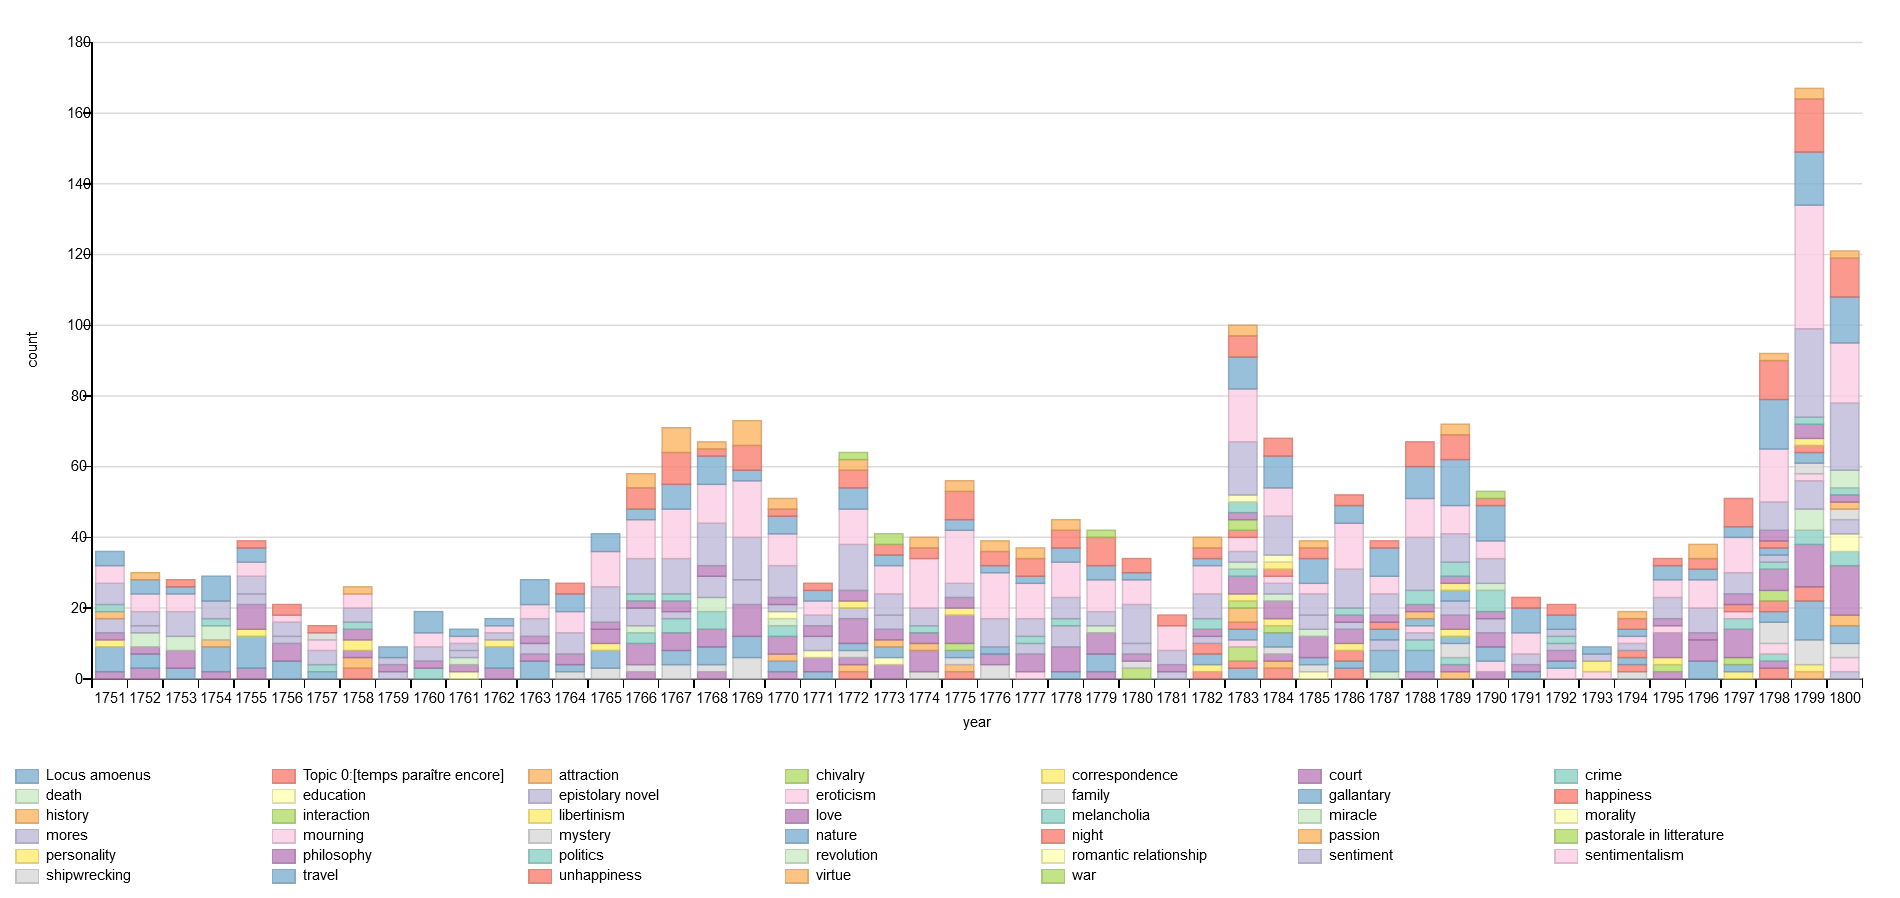 180
160
140
120
100
80
60
40
20
0
count
1751 1752 1753 1754 1755 1756 1757 1758 1759 1760 1761 1762 1763 1764 1765 1766 1767 1768 1769 1770 1771 1772 1773 1774 1775 1776 1777 1778 1779 1780 1781 1782 1783 1784 1785 1786 1787 1788 1789 1790 1791 1792 1793 1794 1795 1796 1797 1798 1799 1800
year
Locus amoenus Topic 0:[temps paraître encore] attraction chivalry correspondence court crime
death education epistolary novel eroticism family gallantary happiness
history interaction libertinism love melancholia miracle morality
mores mourning mystery nature night passion pastorale in litterature
personality philosophy politics revolution romantic relationship sentiment sentimentalism
shipwrecking travel unhappiness virtue war